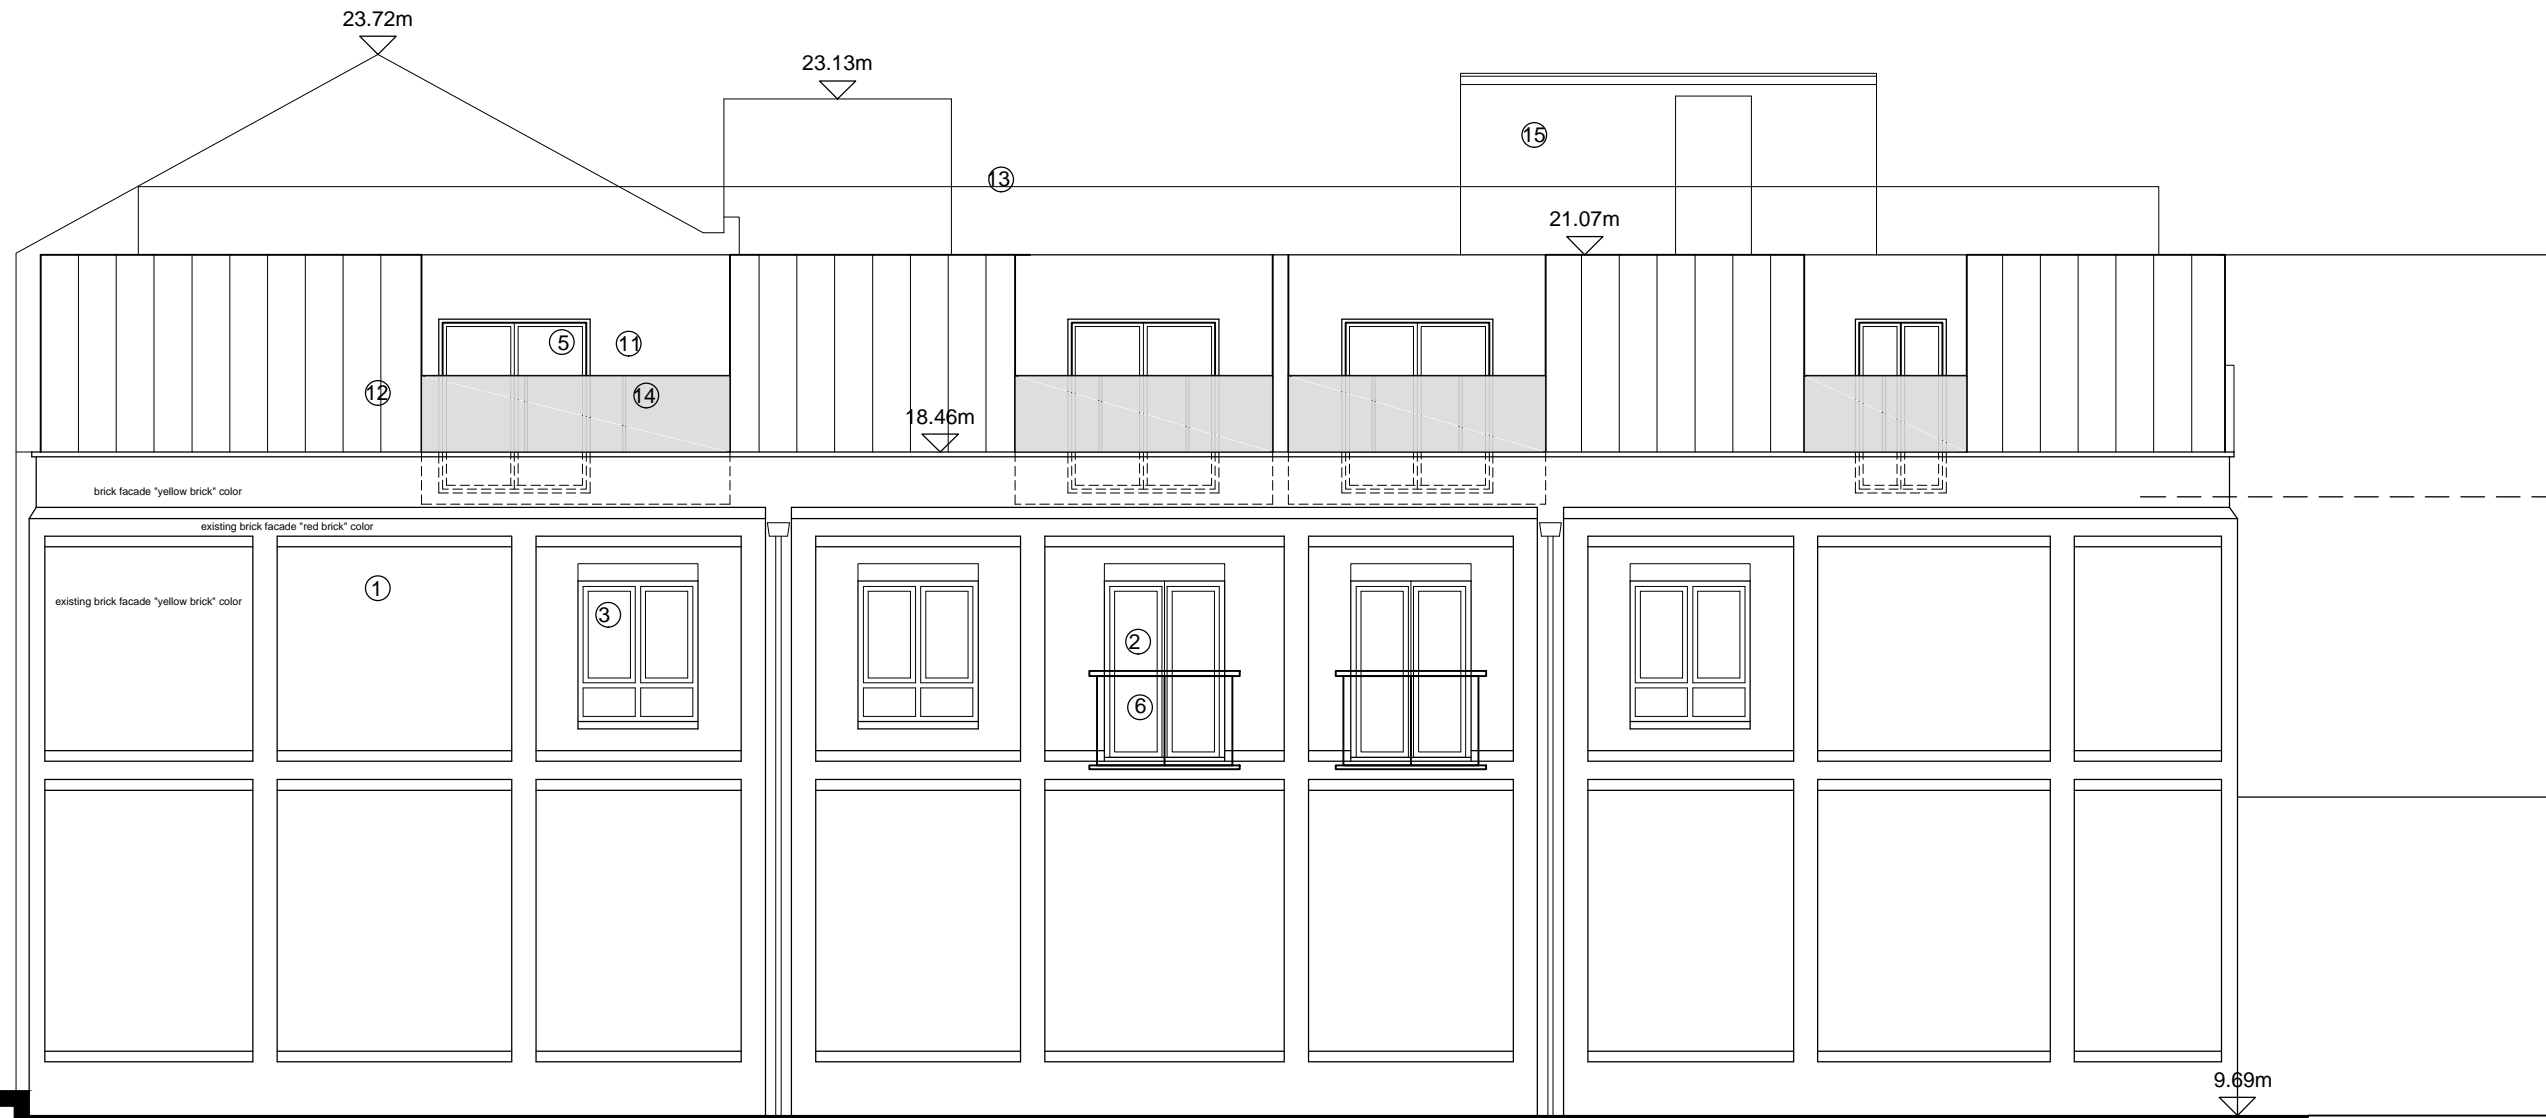 23.72m
23.13m
15
13
21.07m
5
11
12
14
18.46m
brick facade "yellow brick" color
existing brick facade "red brick" color
1
existing brick facade "yellow brick" color
3
2
6
9.69m